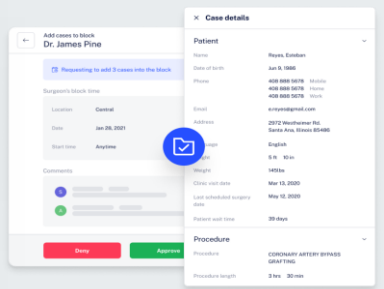 Add cases to block
Dr. James Pine
Requesting to add 3 cases into the block
Surgeon's block time
Location Central
Date Jan 28, 2021
Start time Anytime
Comments
Deny
Approve
Case details
Patient
Name Reyes, Esteban
Date of birth Jun 9, 1986
Phone 408 888 5678 Mobile
408 888 5678 Home
408 888 5678 Work
Email
Address 2972 Westheimer Rd.
Santa Ana, Illinois 85486
English
5 ft 10 in
Weight 145lbs
Clinic visit date Mar 13, 2020
Last scheduled surgery
date
May 12, 2020
Patient wait time 39 days
Procedure
Procedure CORONARY ARTERY BYPASS
GRAFTING
Procedure length 3 hrs 30 min